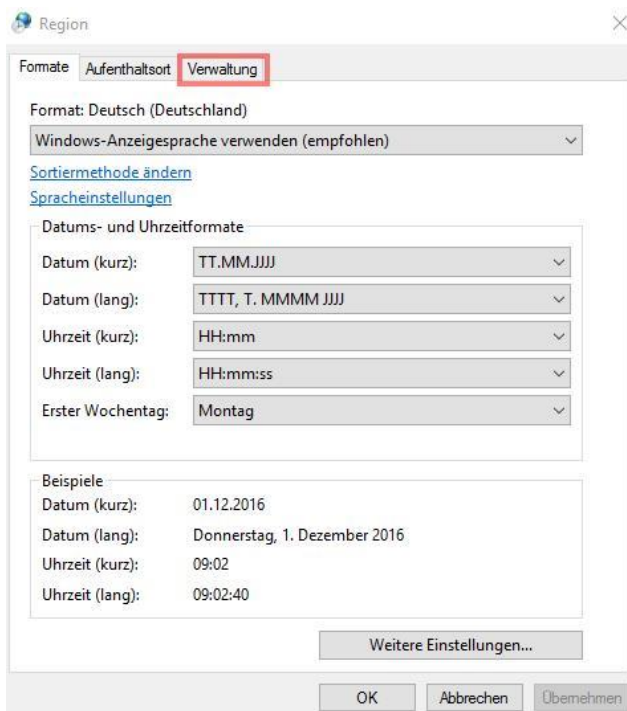 Region
Formate Aufenthaltsort Verwaltung
Format: Deutsch (Deutschland)
Windows-Anzeigesprache verwenden (empfohlen)
Sortiermethode ändern
Spracheinstellungen
Datums- und Uhrzeitformate
Datum (kurz): TT.MM.JJJJ
Datum (lang): TTTT, T. MMMM JJJJ
Uhrzeit (kurz): HH:mm
Uhrzeit (lang): HH:mm:ss
Erster Wochentag: Montag
Beispiele
Datum (kurz): 01.12.2016
Datum (lang): Donnerstag, 1. Dezember 2016
Uhrzeit (kurz): 09:02
Uhrzeit (lang): 09:02:40
Weitere Einstellungen...
OK Abbrechen Übernehmen